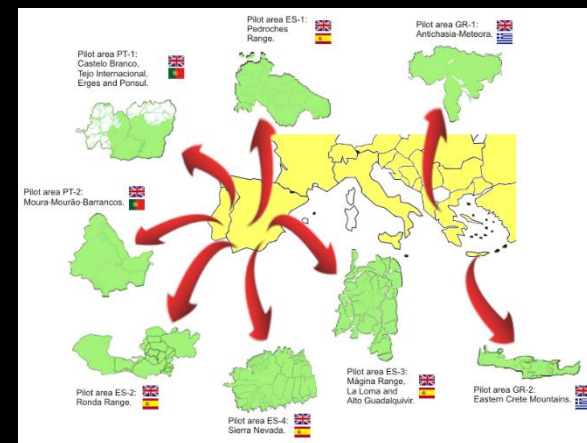 Pilot area PT-1:
Castelo Branco,
Tejo Internacional,
Erges and Ponsul.
Pilot area ES-1:
Pedroches
Range.
Pilot area GR-1:
Antichasia-Meteora.
Pilot area PT-2:
Moura-Mourão-Barrancos.
Pilot area ES-2:
Ronda Range.
Pilot area ES-4:
Sierra Nevada.
Pilot area ES-3:
Mágina Range,
La Loma and
Alto Guadalquivir.
Pilot area GR-2:
Eastern Crete Mountains.